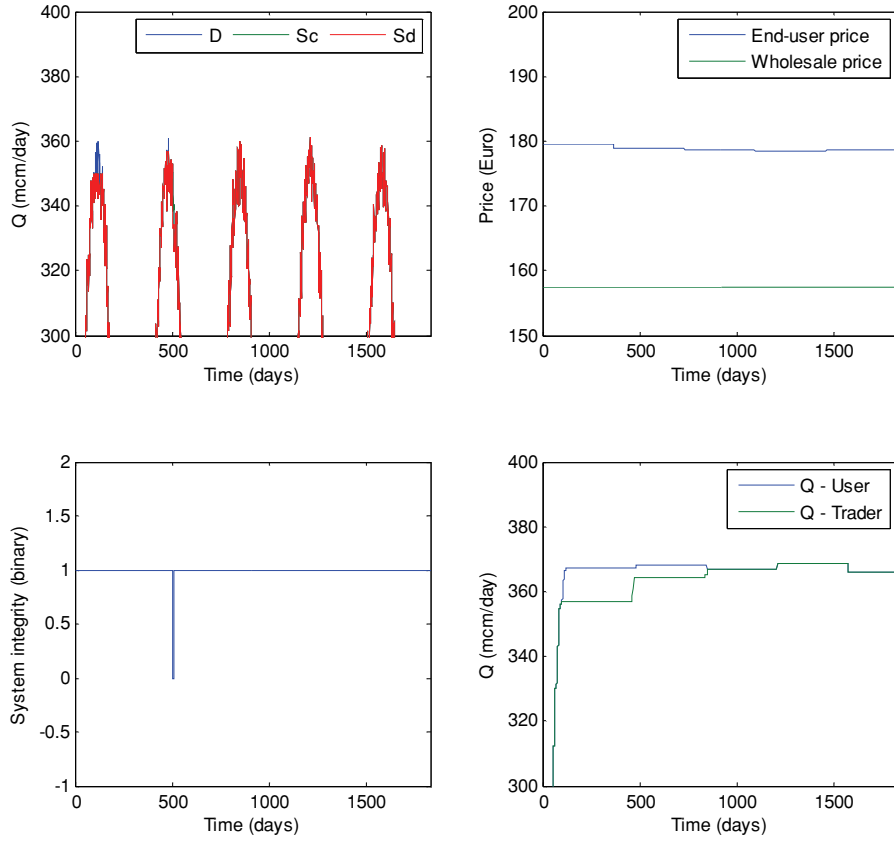 400
380
360
340
320
300
Q (mcm/day)
D Sc Sd
0 500 1000 1500
Time (days)
200
190
180
170
160
150
Price (Euro)
End-user price
Wholesale price
0 500 1000 1500
Time (days)
2
1.5
1
0.5
0
-0.5
-1
System integrity (binary)
0 500 1000 1500
Time (days)
400
380
360
340
320
300
Q (mcm/day)
Q - User
Q - Trader
0 500 1000 1500
Time (days)